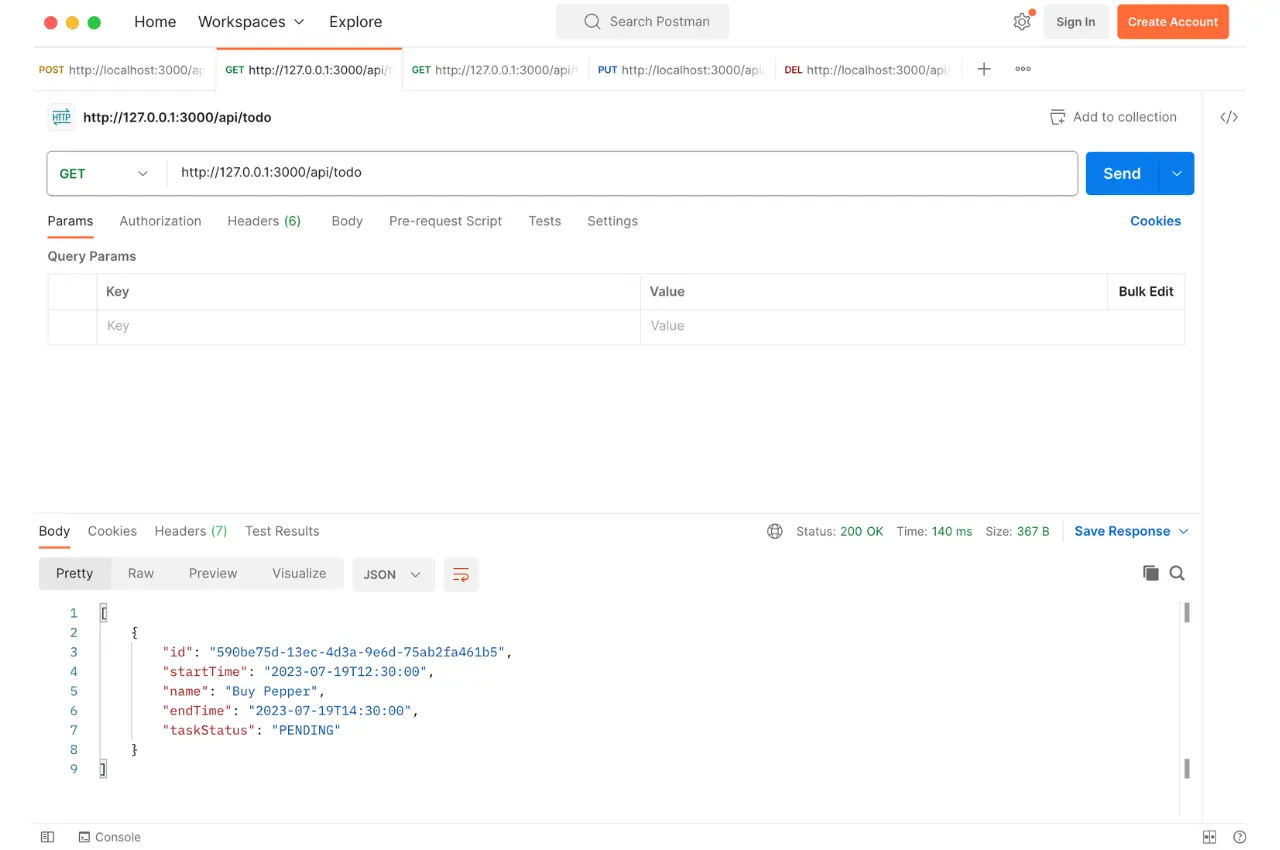 Home Workspaces Explore Search Postman Sign In Create Account
POST http://localhost:3000/ap GET http://127.0.0.1:3000/api/t GET http://127.0.0.1:3000/api/t PUT http://localhost:3000/api, DEL http://localhost:3000/api/
HTTP http://127.0.0.1:3000/api/todo Add to collection </>
GET http://127.0.0.1:3000/api/todo Send
Params Authorization Headers (6) Body Pre-request Script Tests Settings Cookies
Query Params
Key Value Bulk Edit
Key Value
Body Cookies Headers (7) Test Results Status: 200 OK Time: 140 ms Size: 367 B Save Response
Pretty Raw Preview Visualize JSON
1 [
2 {
3 "id": "590be75d-13ec-4d3a-9e6d-75ab2fa461b5",
4 "startTime": "2023-07-19T12:30:00",
5 "name": "Buy Pepper",
6 "endTime": "2023-07-19T14:30:00",
7 "taskStatus": "PENDING"
8 }
9 ]
Console